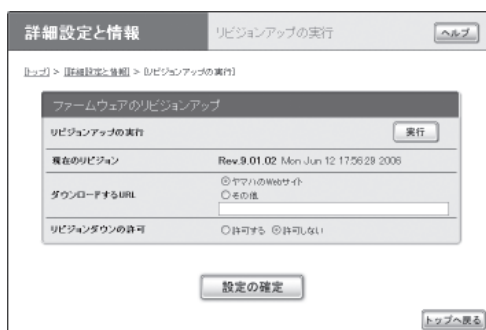 詳細設定と情報
リビジョンアップの実行
ヘルプ
[トップ] > [詳細設定と情報] > [リビジョンアップの実行]
ファームウェアのリビジョンアップ
リビジョンアップの実行
実行
現在のリビジョン
Rev.9.01.02 Mon Jun 12 17:56:29 2006
ダウンロードするURL
ヤマハのWebサイト
その他
リビジョンダウンの許可
許可する 許可しない
設定の確定
トップへ戻る